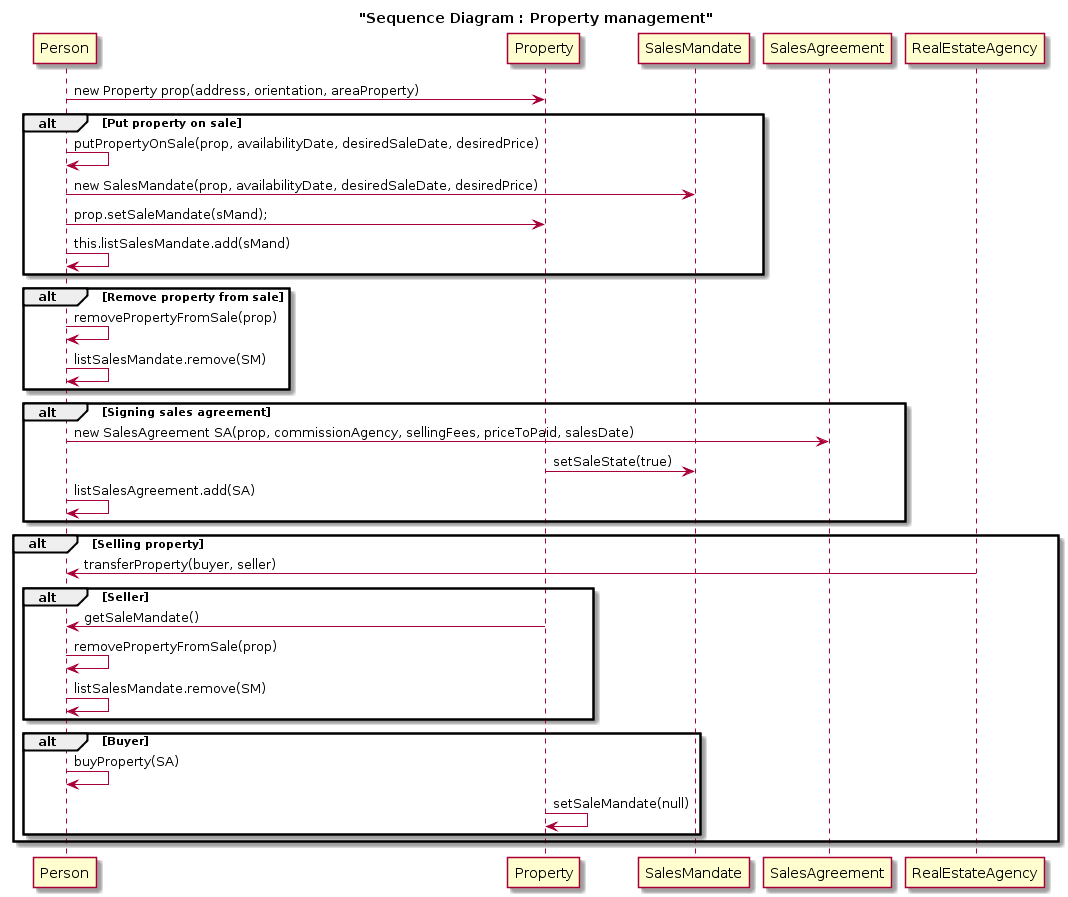 "Sequence Diagram : Property management"
Person Property SalesMandate SalesAgreement RealEstateAgency
new Property prop(address, orientation, areaProperty)
alt [Put property on sale]
putPropertyOnSale(prop, availabilityDate, desiredSaleDate, desiredPrice)
new SalesMandate(prop, availabilityDate, desiredSaleDate, desiredPrice)
prop.setSaleMandate(sMand);
this.listSalesMandate.add(sMand)
alt [Remove property from sale]
removePropertyFromSale(prop)
listSalesMandate.remove(SM)
alt [Signing sales agreement]
new SalesAgreement SA(prop, commissionAgency, sellingFees, priceToPaid, salesDate)
setSaleState(true)
listSalesAgreement.add(SA)
alt [Selling property]
transferProperty(buyer, seller)
alt [Seller]
getSaleMandate()
removePropertyFromSale(prop)
listSalesMandate.remove(SM)
alt [Buyer]
buyProperty(SA)
setSaleMandate(null)
Person Property SalesMandate SalesAgreement RealEstateAgency